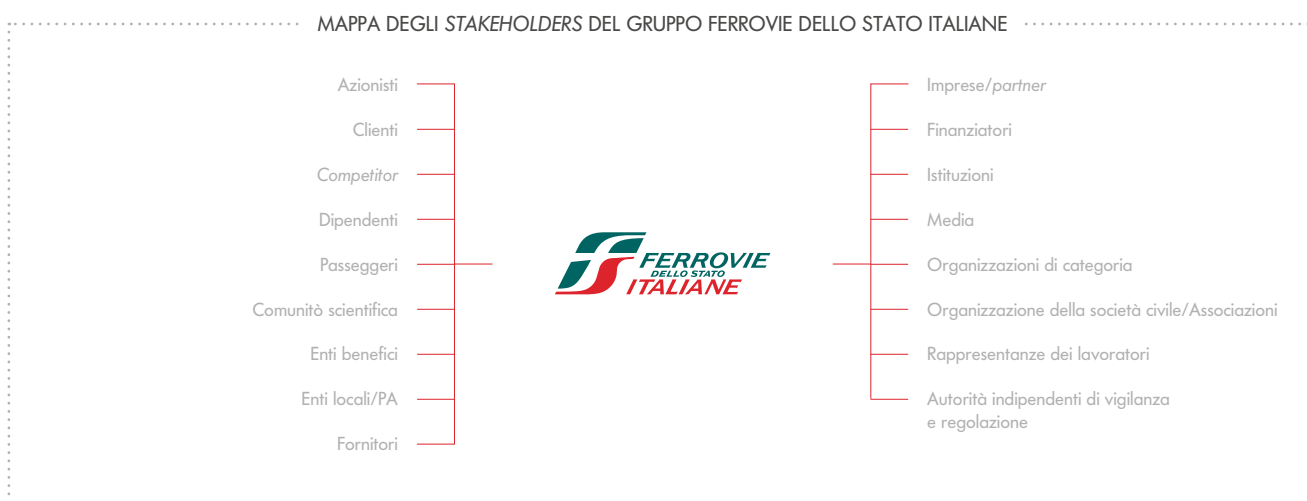 MAPPA DEGLI STAKEHOLDERS DEL GRUPPO FERROVIE DELLO STATO ITALIANE
Azionisti
Clienti
Competitor
Dipendenti
Passeggeri
Comunitò scientifica
Enti benefici
Enti locali/PA
Fornitori
FERROVIE
DELLO STATO
ITALIANE
Imprese/partner
Finanziatori
Istituzioni
Media
Organizzazioni di categoria
Organizzazione della società civile/Associazioni
Rappresentanze dei lavoratori
Autorità indipendenti di vigilanza
e regolazione